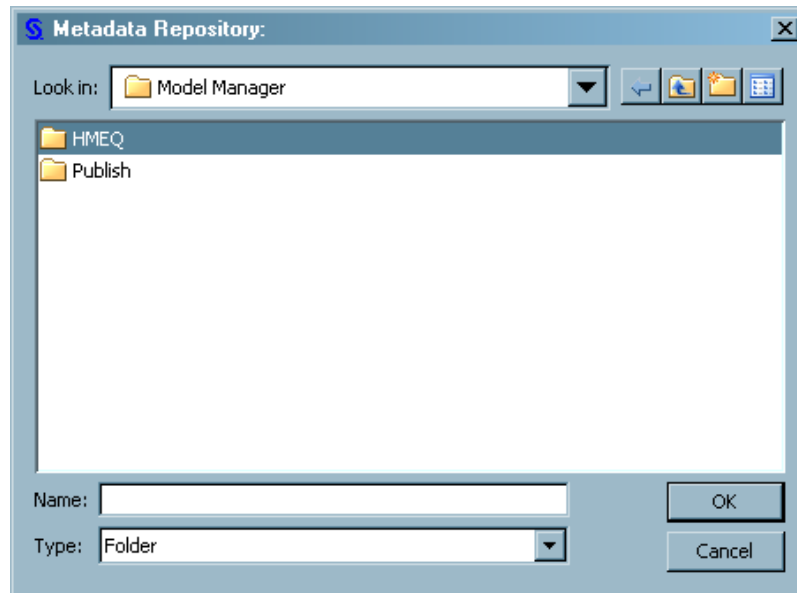 Metadata Repository:
Look in: Model Manager
HMEQ
Publish
Name:
OK
Type: Folder
Cancel